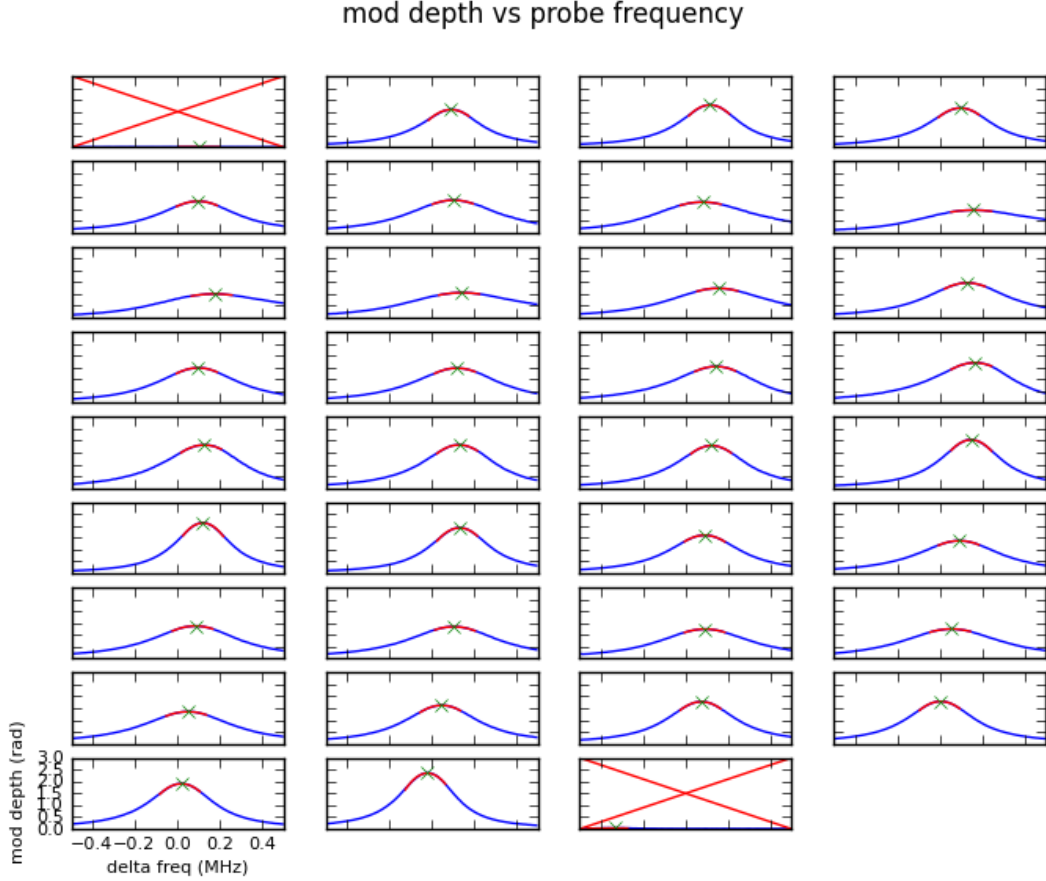 mod depth vs probe frequency
mod depth (rad)
3.0
2.5
2.0
1.5
1.0
0.5
0.0
−0.4 −0.2 0.0 0.2 0.4
delta freq (MHz)